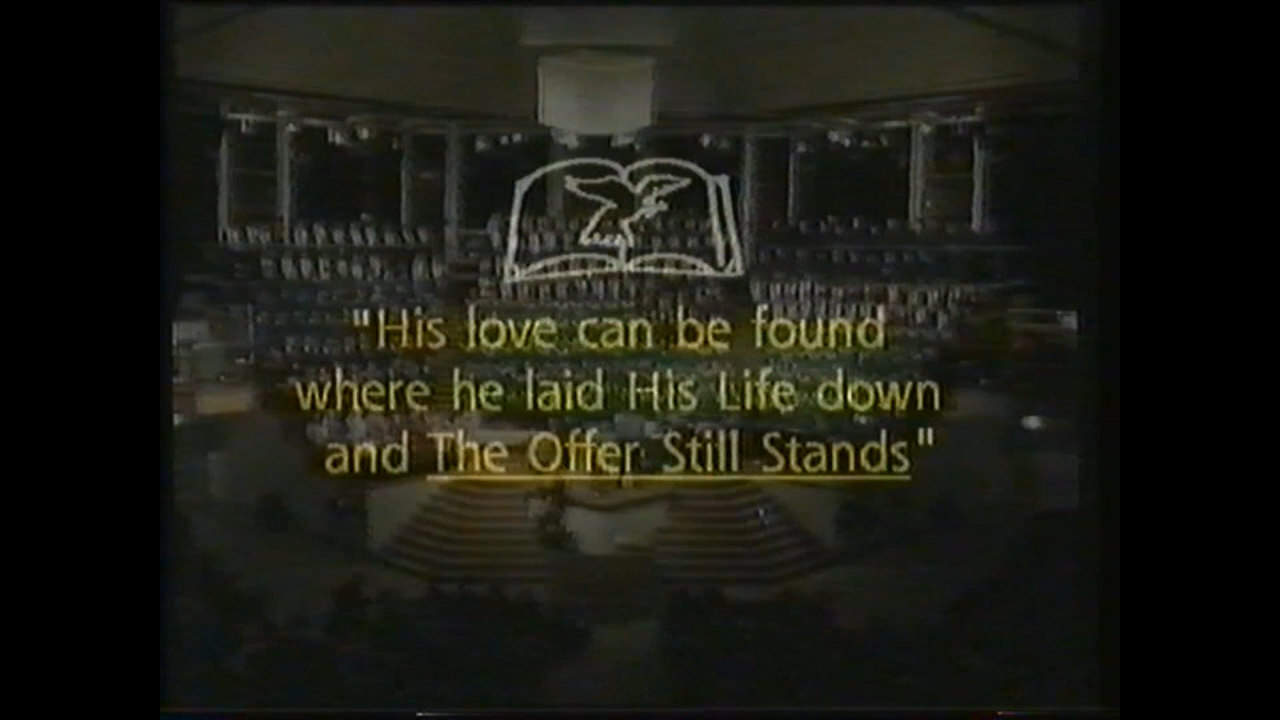 "His love can be found
where he laid His Life down
and The Offer Still Stands"